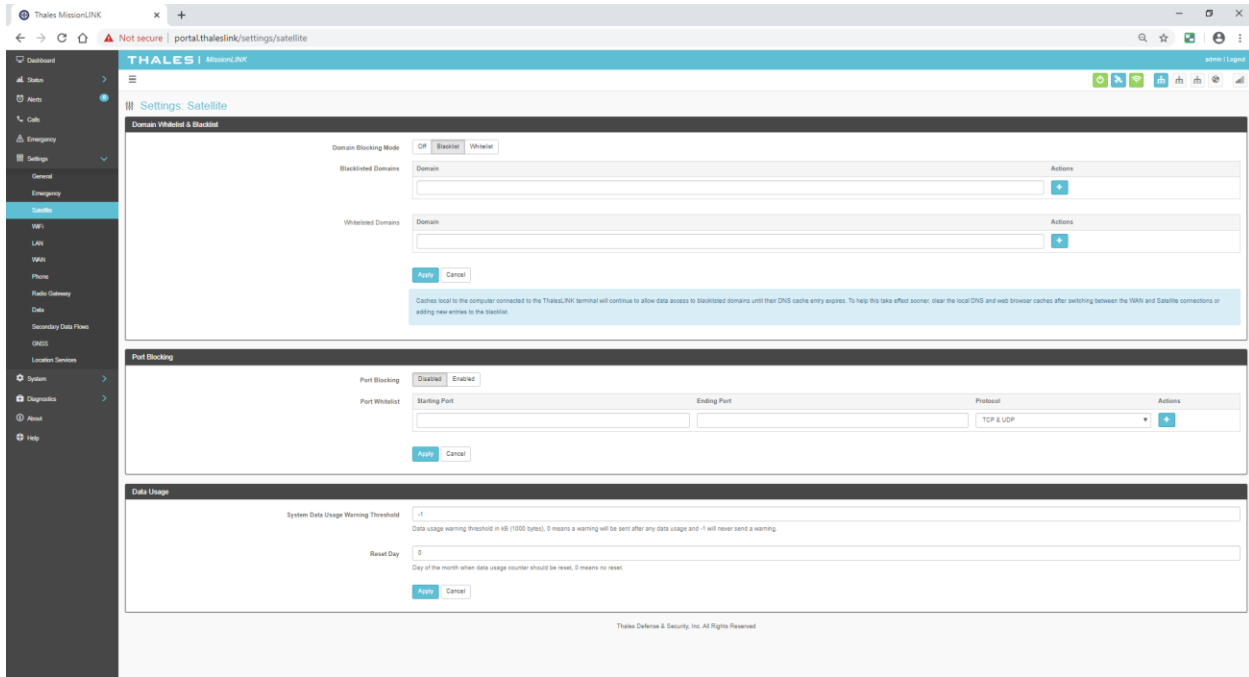 Thales MissionLINK
Not secure | portal.thaleslink/settings/satellite
THALES | MissionLINK
admin | Logout
Dashboard
Status
Alerts 0
Calls
Emergency
Settings
General
Emergency
Satellite
WiFi
LAN
WAN
Phone
Radio Gateway
Data
Secondary Data Flows
GNSS
Location Services
System
Diagnostics
About
Help
Settings: Satellite
Domain Whitelist & Blacklist
Domain Blocking Mode Off Blacklist Whitelist
Blacklisted Domains Domain Actions
Whitelisted Domains Domain Actions
Apply Cancel
Caches local to the computer connected to the ThalesLINK terminal will continue to allow data access to blacklisted domains until their DNS cache entry expires. To help this take effect sooner, clear the local DNS and web browser caches after switching between the WAN and Satellite connections or
adding new entries to the blacklist.
Port Blocking
Port Blocking Disabled Enabled
Port Whitelist Starting Port Ending Port Protocol Actions
TCP & UDP
Apply Cancel
Data Usage
System Data Usage Warning Threshold -1
Data usage warning threshold in kB (1000 bytes), 0 means a warning will be sent after any data usage and -1 will never send a warning.
Reset Day 0
Day of the month when data usage counter should be reset, 0 means no reset.
Apply Cancel
Thales Defense & Security, Inc. All Rights Reserved